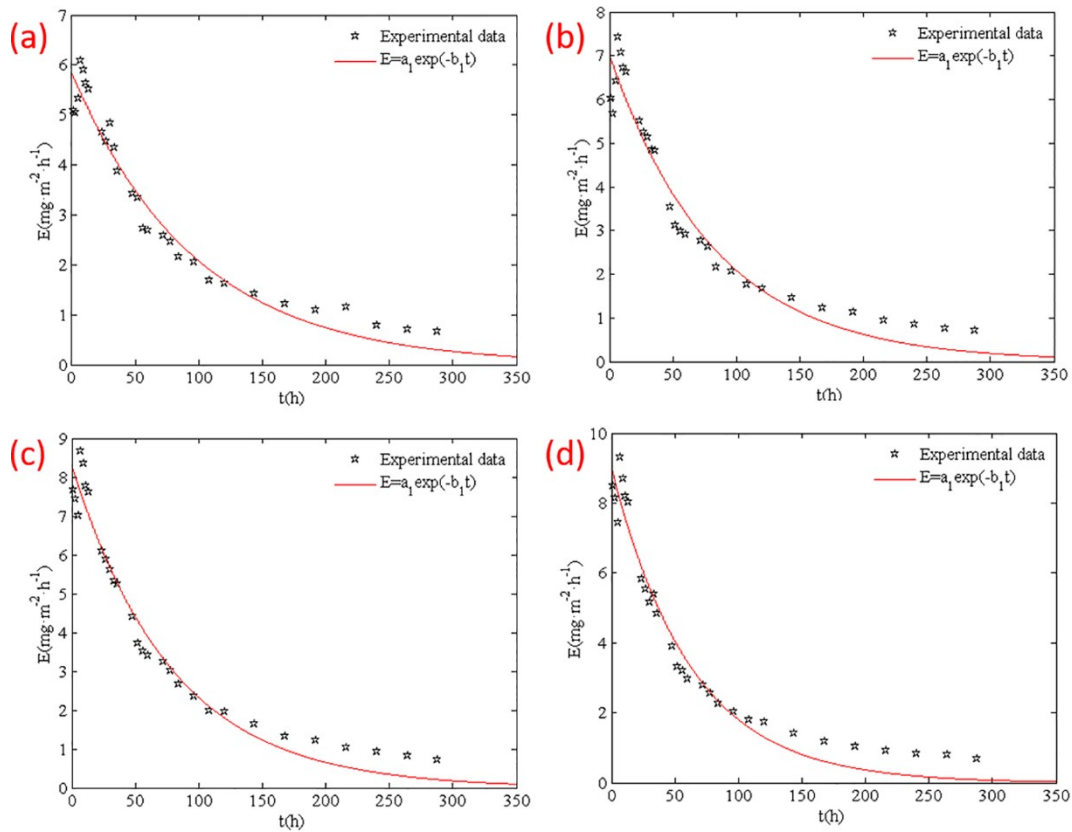 (a)
7
6
5
4
3
2
1
0
E(mg·m⁻²·h⁻¹)
Experimental data
E=a₁exp(-b₁t)
0 50 100 150 200 250 300 350
t(h)
(b)
8
7
6
5
4
3
2
1
0
E(mg·m⁻²·h⁻¹)
Experimental data
E=a₁exp(-b₁t)
0 50 100 150 200 250 300 350
t(h)
(c)
9
8
7
6
5
4
3
2
1
0
E(mg·m⁻²·h⁻¹)
Experimental data
E=a₁exp(-b₁t)
0 50 100 150 200 250 300 350
t(h)
(d)
10
8
6
4
2
0
E(mg·m⁻²·h⁻¹)
Experimental data
E=a₁exp(-b₁t)
0 50 100 150 200 250 300 350
t(h)